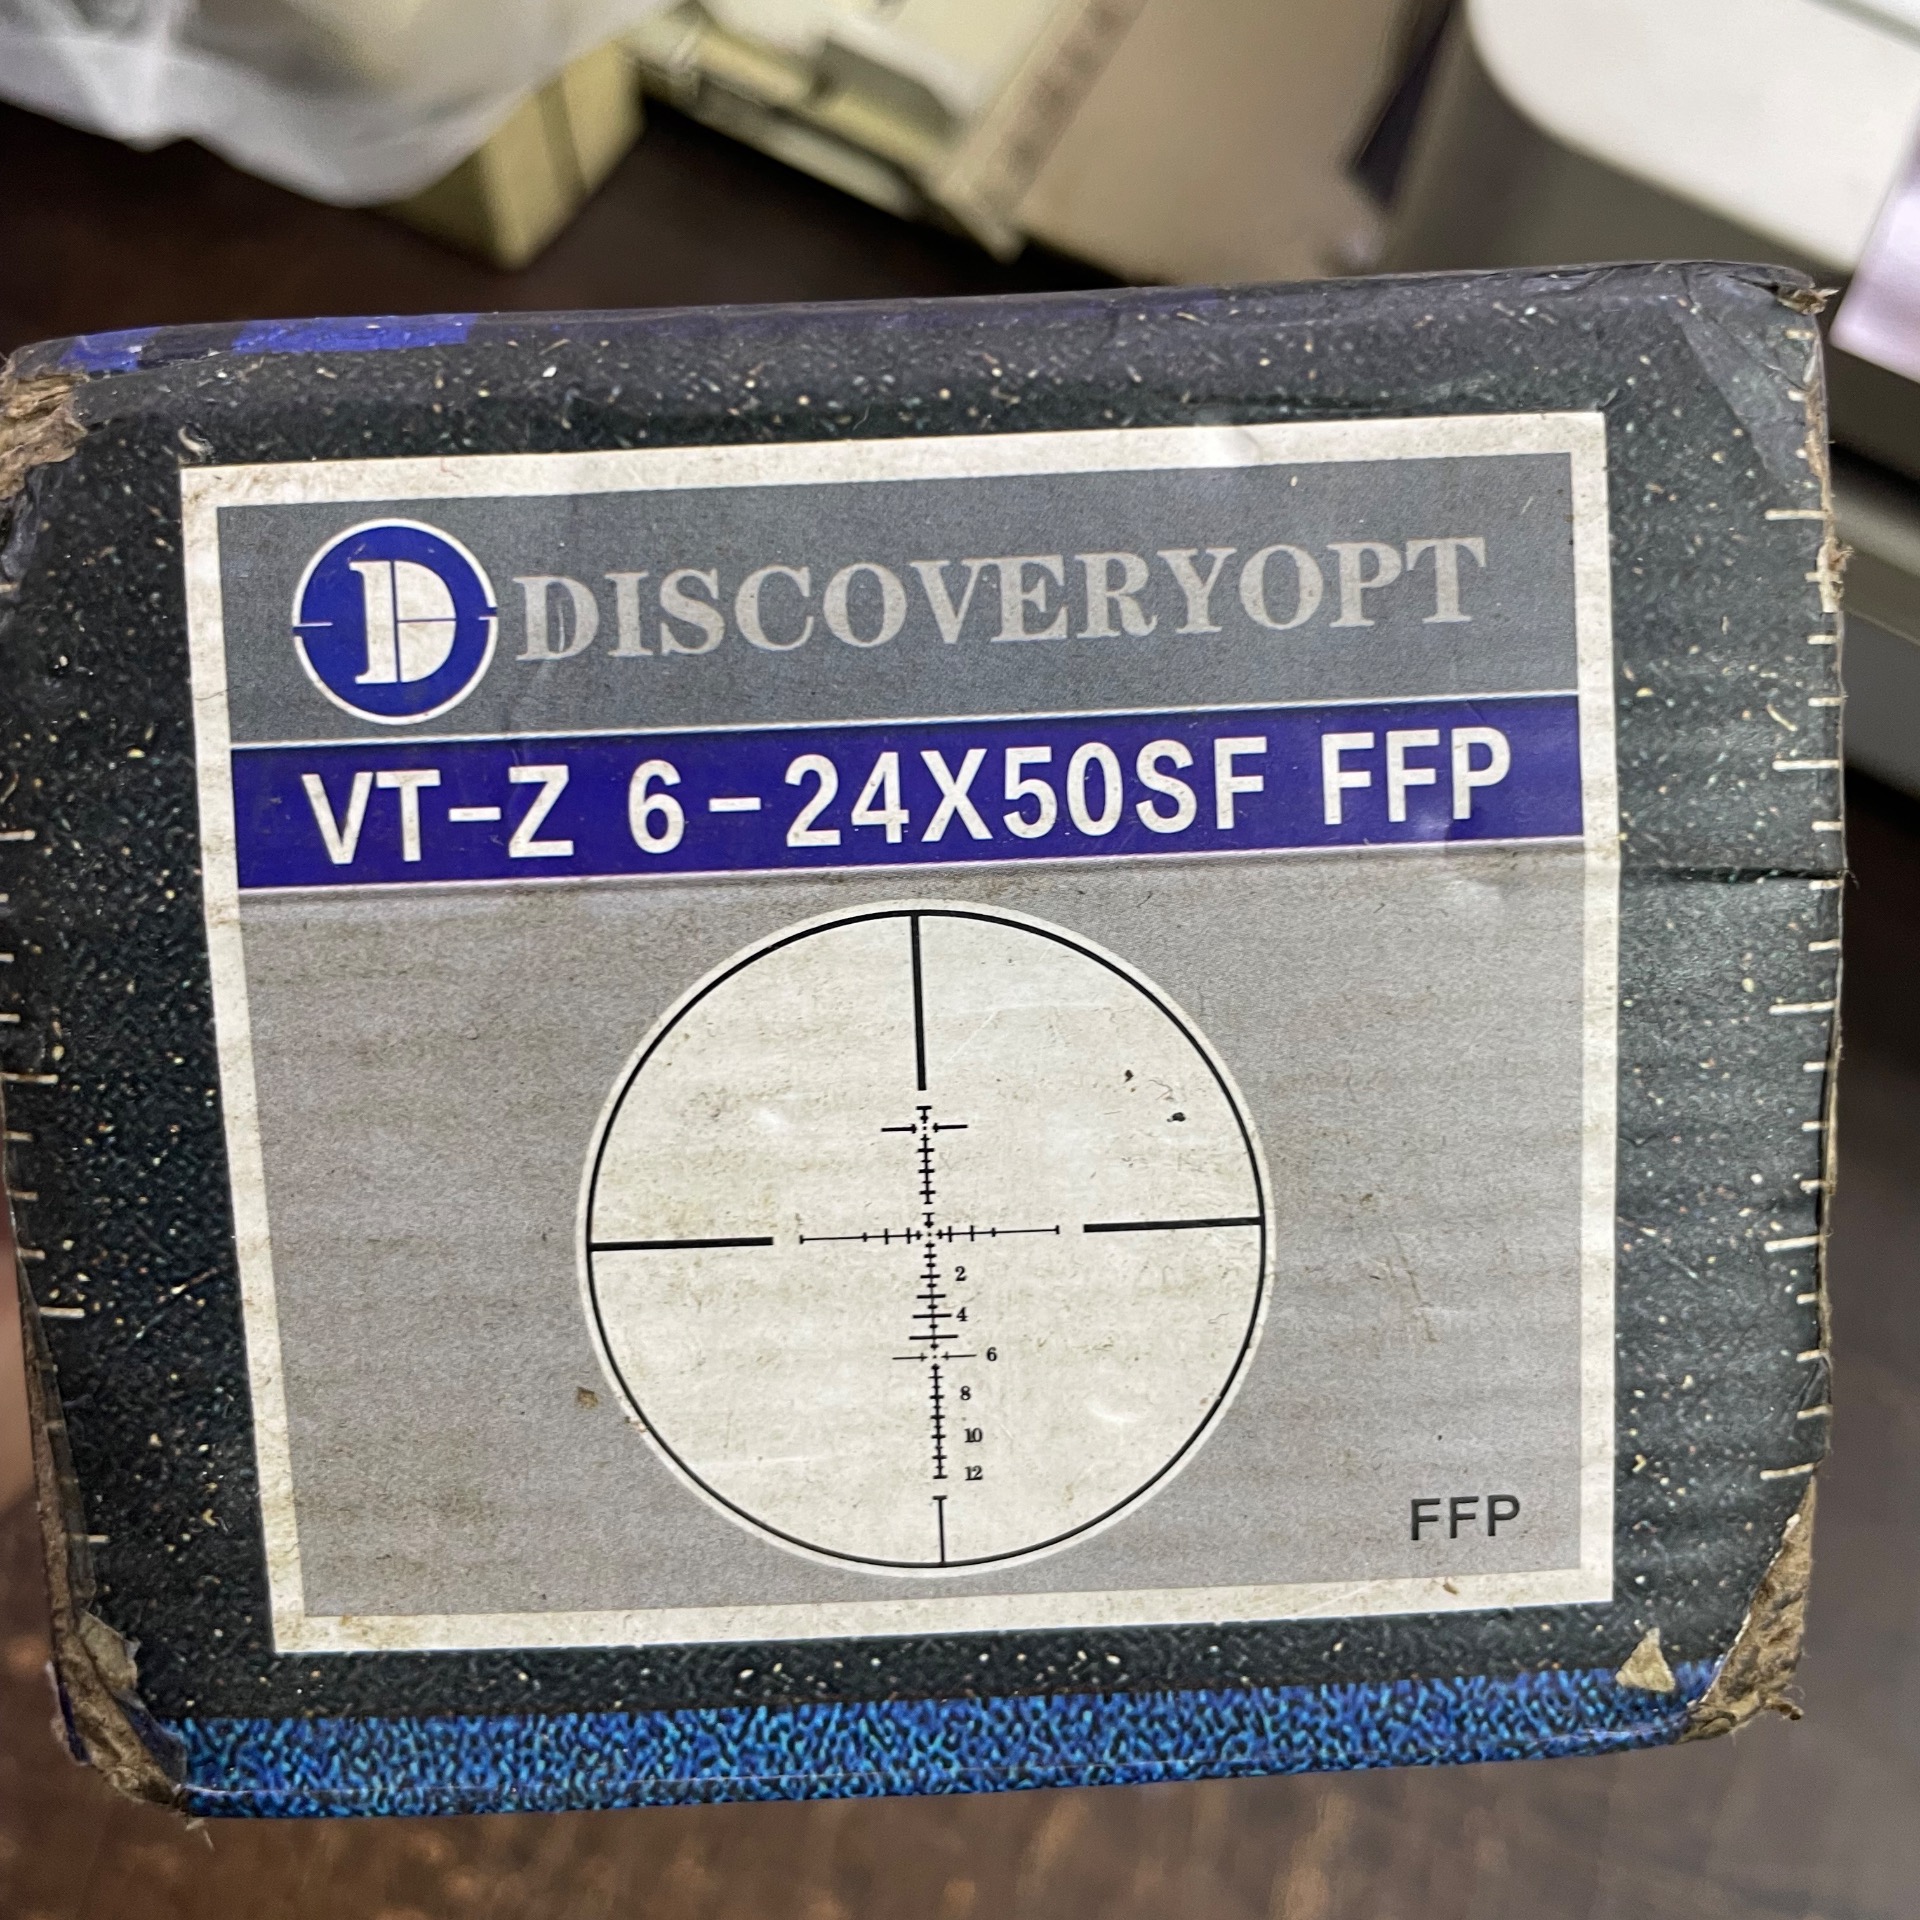 D DISCOVERYOPT
VT-Z 6-24X50SF FFP
2
4
6
8
10
12
FFP